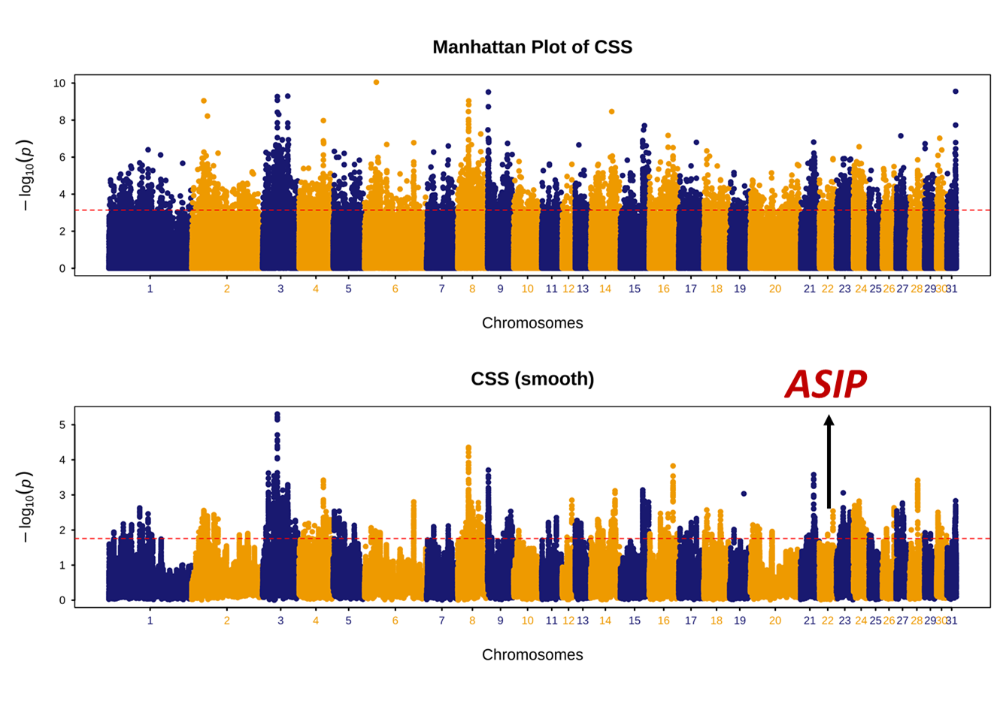 Manhattan Plot of CSS
10
8
6
4
2
0
− log10(p)
1 2 3 4 5 6 7 8 9 10 11 12 13 14 15 16 17 18 19 20 21 22 23 24 25 26 27 28 29 30 31
Chromosomes
CSS (smooth)
ASIP
5
4
3
2
1
0
− log10(p)
1 2 3 4 5 6 7 8 9 10 11 12 13 14 15 16 17 18 19 20 21 22 23 24 25 26 27 28 29 30 31
Chromosomes